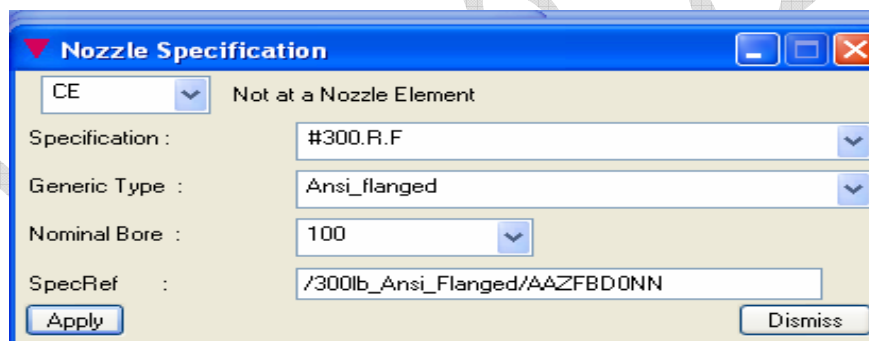 Nozzle Specification
CE Not at a Nozzle Element
Specification : #300.R.F
Generic Type : Ansi_flanged
Nominal Bore : 100
SpecRef : /300lb_Ansi_Flanged/AAZFBD0NN
Apply Dismiss